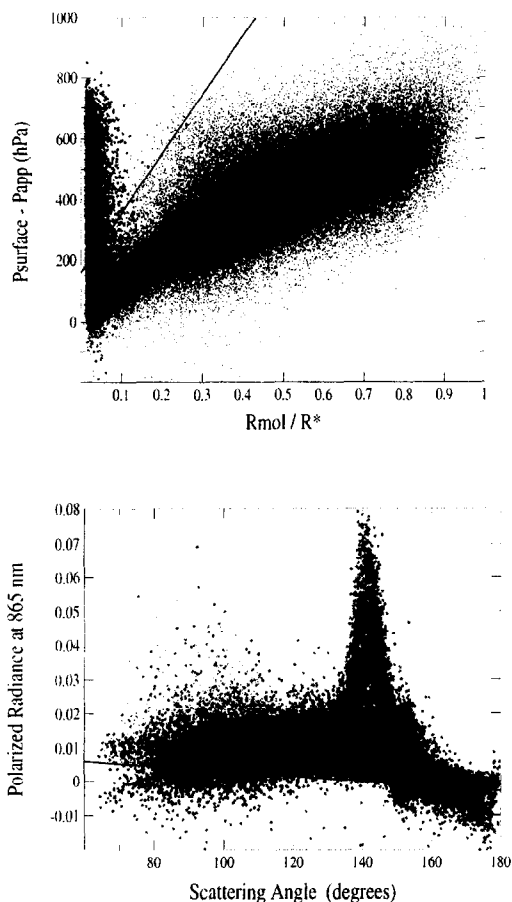 1000
800
600
400
200
0
Psurface - Papp (hPa)
0.1 0.2 0.3 0.4 0.5 0.6 0.7 0.8 0.9 1
Rmol / R*
0.08
0.07
0.06
0.05
0.04
0.03
0.02
0.01
0
-0.01
Polarized Radiance at 865 nm
80 100 120 140 160 180
Scattering Angle (degrees)